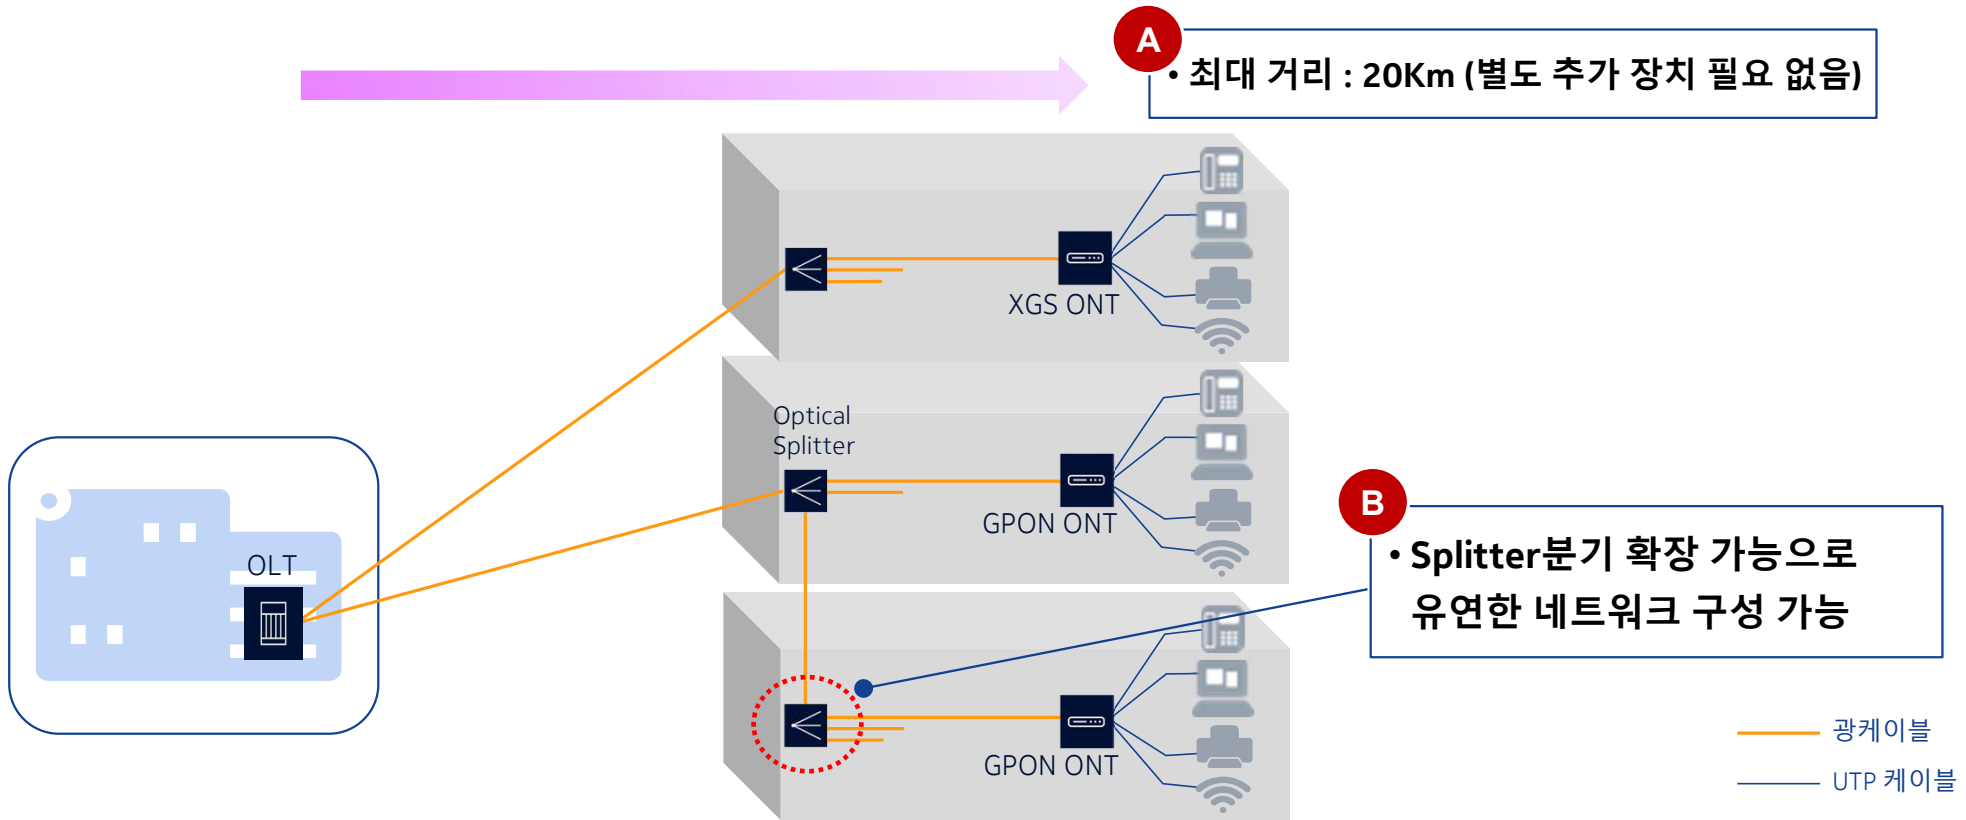 A
• 최대 거리 : 20Km (별도 추가 장치 필요 없음)
XGS ONT
Optical
Splitter
GPON ONT
OLT
B
• Splitter분기 확장 가능으로
유연한 네트워크 구성 가능
GPON ONT
광케이블
UTP 케이블